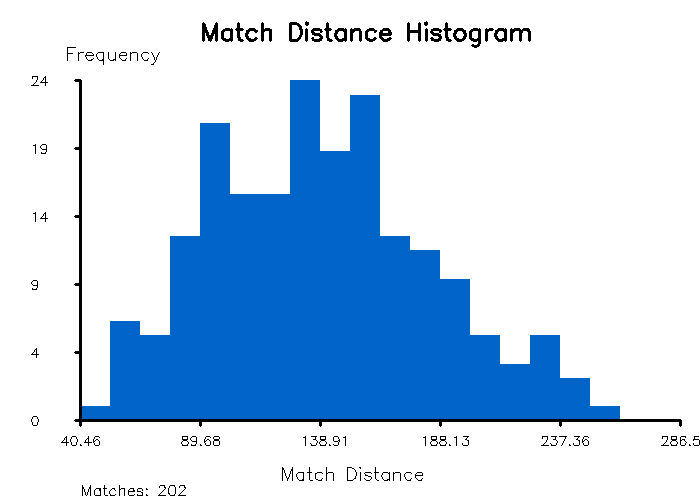 Match Distance Histogram
Frequency
24
19
14
9
4
0
40.46 89.68 138.91 188.13 237.36 286.5
Match Distance
Matches: 202